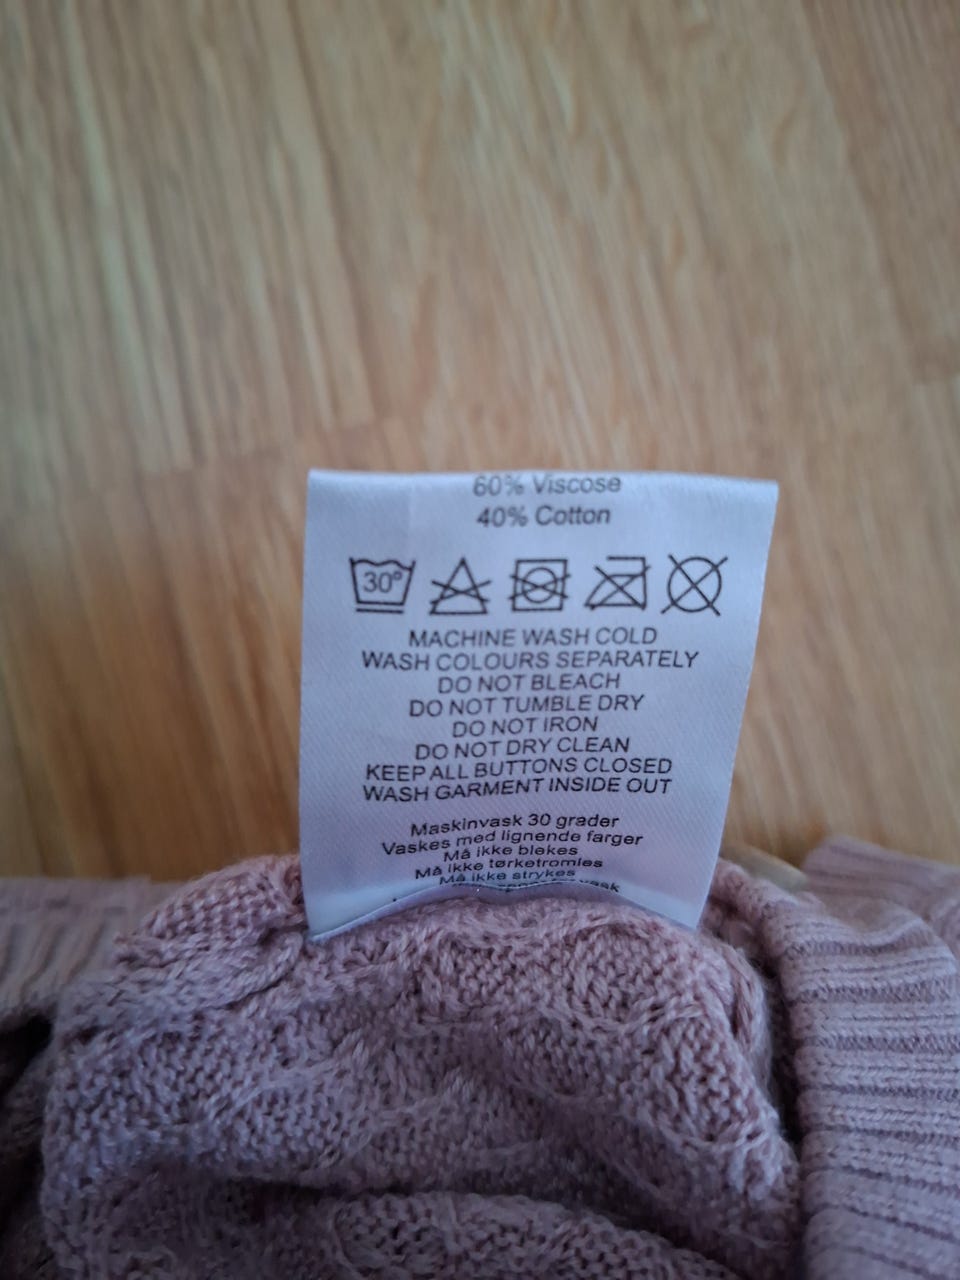 60% Viscose
40% Cotton
30°
MACHINE WASH COLD
WASH COLOURS SEPARATELY
DO NOT BLEACH
DO NOT TUMBLE DRY
DO NOT IRON
DO NOT DRY CLEAN
KEEP ALL BUTTONS CLOSED
WASH GARMENT INSIDE OUT
Maskinvask 30 grader
Vaskes med lignende farger
Må ikke blekes
Må ikke tørketromles
Må ikke strykes
vask